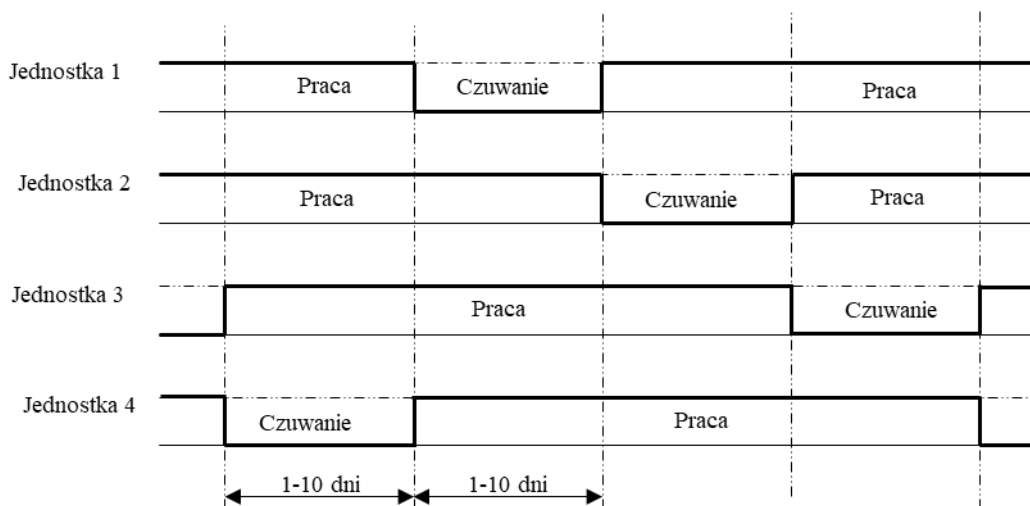 Jednostka 1
Praca
Czuwanie
Praca
Jednostka 2
Praca
Czuwanie
Praca
Jednostka 3
Praca
Czuwanie
Jednostka 4
Czuwanie
Praca
1-10 dni
1-10 dni